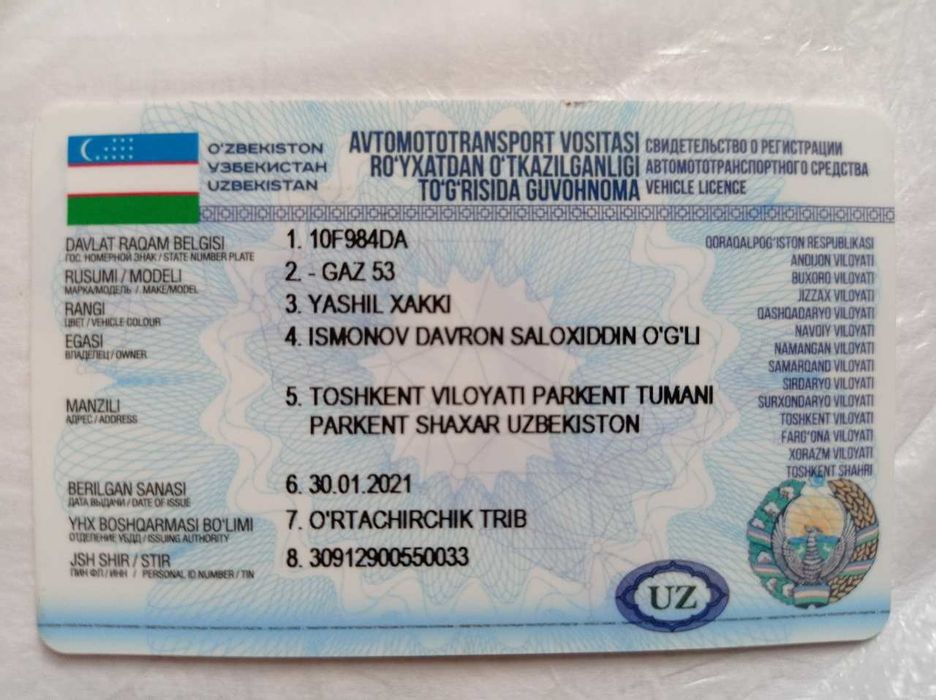 O'ZBEKISTON
ЎЗБЕКИСТАН
UZBEKISTAN
AVTOMOTOTRANSPORT VOSITASI
RO'YXATDAN O'TKAZILGANLIGI
TO'G'RISIDA GUVOHNOMA
СВИДЕТЕЛЬСТВО О РЕГИСТРАЦИИ
АВТОМОТОТРАНСПОРТНОГО СРЕДСТВА
VEHICLE LICENCE
DAVLAT RAQAM BELGISI
ГОС. НОМЕРНОЙ ЗНАК / STATE NUMBER PLATE
1. 10F984DA
RUSUMI / MODELI
МАРКА/МОДЕЛЬ / MAKE/MODEL
2. - GAZ 53
RANGI
ЦВЕТ / VEHICLE COLOUR
3. YASHIL XAKKI
EGASI
ВЛАДЕЛЕЦ / OWNER
4. ISMONOV DAVRON SALOXIDDIN O'G'LI
MANZILI
АДРЕС / ADDRESS
5. TOSHKENT VILOYATI PARKENT TUMANI
PARKENT SHAXAR UZBEKISTON
BERILGAN SANASI
ДАТА ВЫДАЧИ / DATE OF ISSUE
6. 30.01.2021
YHX BOSHQARMASI BO'LIMI
ОТДЕЛЕНИЕ УБДД / ISSUING AUTHORITY
7. O'RTACHIRCHIK TRIB
JSH SHIR / STIR
ПИН ФЛ / ИНН / PERSONAL ID NUMBER / TIN
8. 30912900550033
QORAQALPOG'ISTON RESPUBLIKASI
ANDIJON VILOYATI
BUXORO VILOYATI
JIZZAX VILOYATI
QASHQADARYO VILOYATI
NAVOIY VILOYATI
NAMANGAN VILOYATI
SAMARQAND VILOYATI
SIRDARYO VILOYATI
SURXONDARYO VILOYATI
TOSHKENT VILOYATI
FARG'ONA VILOYATI
XORAZM VILOYATI
TOSHKENT SHAHRI
UZ